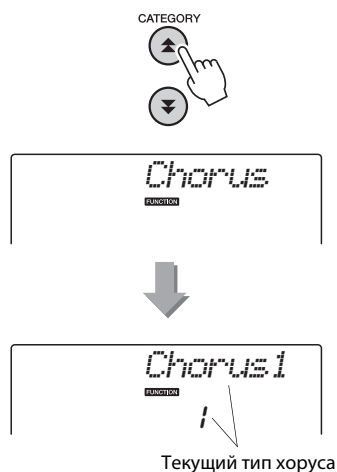 CATEGORY
Chorus
FUNCTION
Chorus1
FUNCTION
1
Текущий тип хоруса